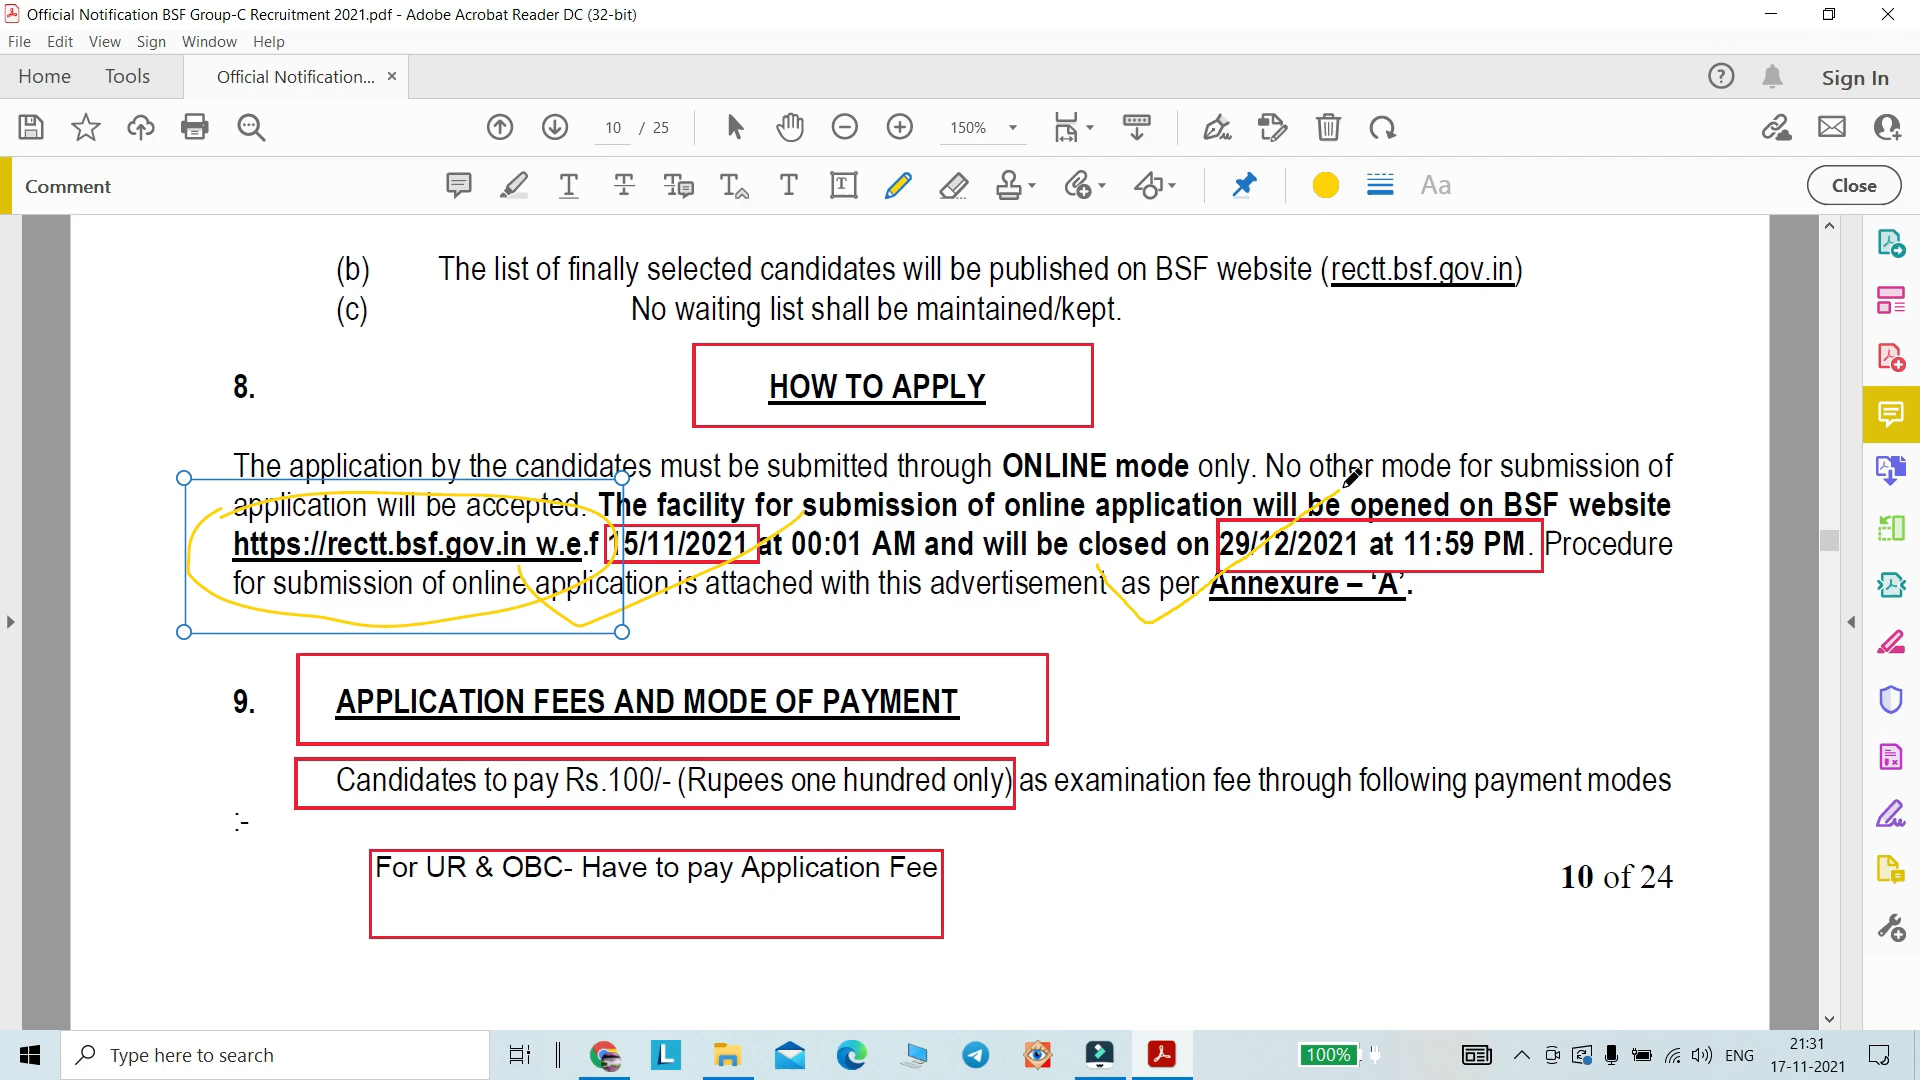 Official Notification BSF Group-C Recruitment 2021.pdf - Adobe Acrobat Reader DC (32-bit)
File Edit View Sign Window Help
Home Tools Official Notification... × Sign In
10 / 25 150%
Comment Aa Close
(b) The list of finally selected candidates will be published on BSF website (rectt.bsf.gov.in)
(c) No waiting list shall be maintained/kept.
8. HOW TO APPLY
The application by the candidates must be submitted through ONLINE mode only. No other mode for submission of
application will be accepted. The facility for submission of online application will be opened on BSF website
https://rectt.bsf.gov.in w.e.f 15/11/2021 at 00:01 AM and will be closed on 29/12/2021 at 11:59 PM. Procedure
for submission of online application is attached with this advertisement as per Annexure – ‘A’.
9. APPLICATION FEES AND MODE OF PAYMENT
Candidates to pay Rs.100/- (Rupees one hundred only) as examination fee through following payment modes
:-
For UR & OBC- Have to pay Application Fee
10 of 24
Type here to search
100%
ENG
21:31
17-11-2021